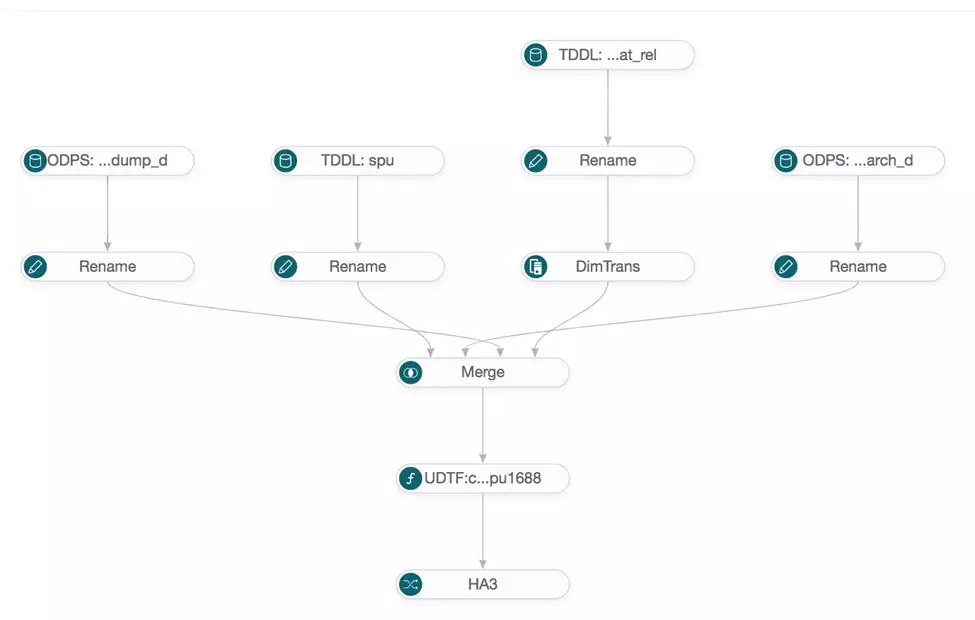 TDDL: ...at_rel
ODPS: ...dump_d
TDDL: spu
Rename
ODPS: ...arch_d
Rename
Rename
DimTrans
Rename
Merge
UDTF:c...pu1688
HA3